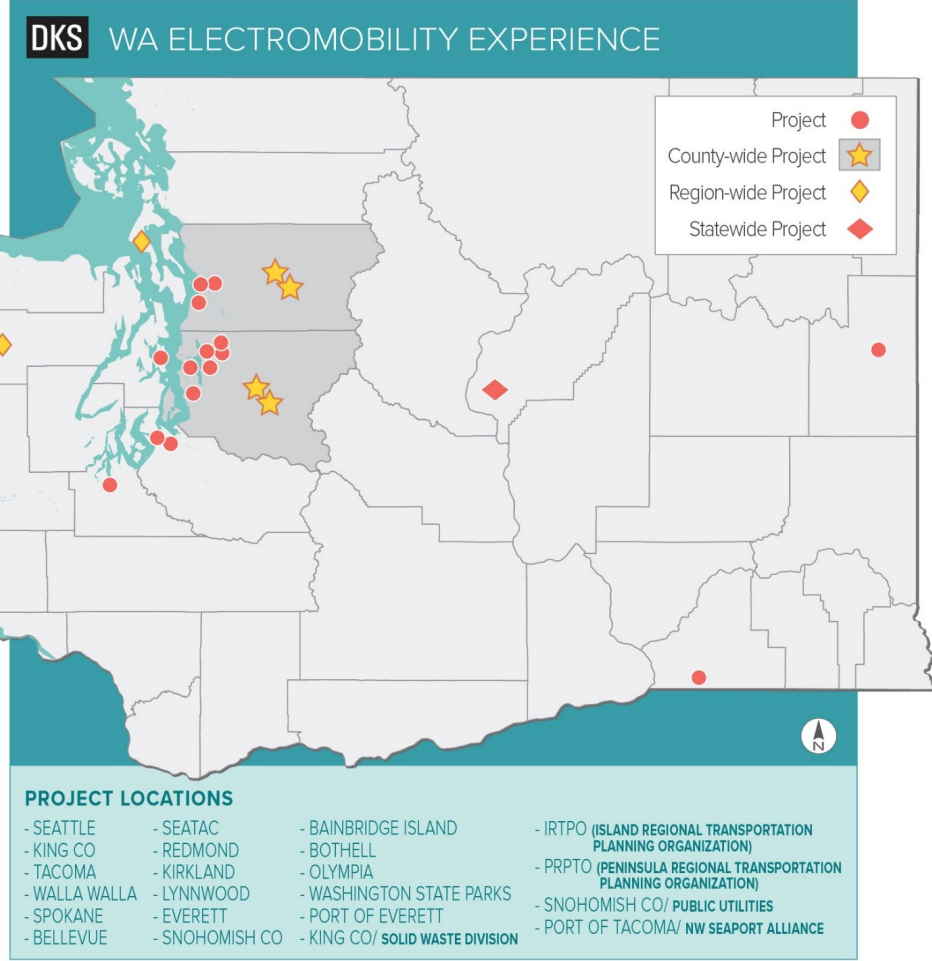 DKS WA ELECTROMOBILITY EXPERIENCE
Project
County-wide Project
Region-wide Project
Statewide Project
N
PROJECT LOCATIONS
- SEATTLE
- KING CO
- TACOMA
- WALLA WALLA
- SPOKANE
- BELLEVUE
- SEATAC
- REDMOND
- KIRKLAND
- LYNNWOOD
- EVERETT
- SNOHOMISH CO
- BAINBRIDGE ISLAND
- BOTHELL
- OLYMPIA
- WASHINGTON STATE PARKS
- PORT OF EVERETT
- KING CO/ SOLID WASTE DIVISION
- IRTPO (ISLAND REGIONAL TRANSPORTATION
PLANNING ORGANIZATION)
- PRPTO (PENINSULA REGIONAL TRANSPORTATION
PLANNING ORGANIZATION)
- SNOHOMISH CO/ PUBLIC UTILITIES
- PORT OF TACOMA/ NW SEAPORT ALLIANCE